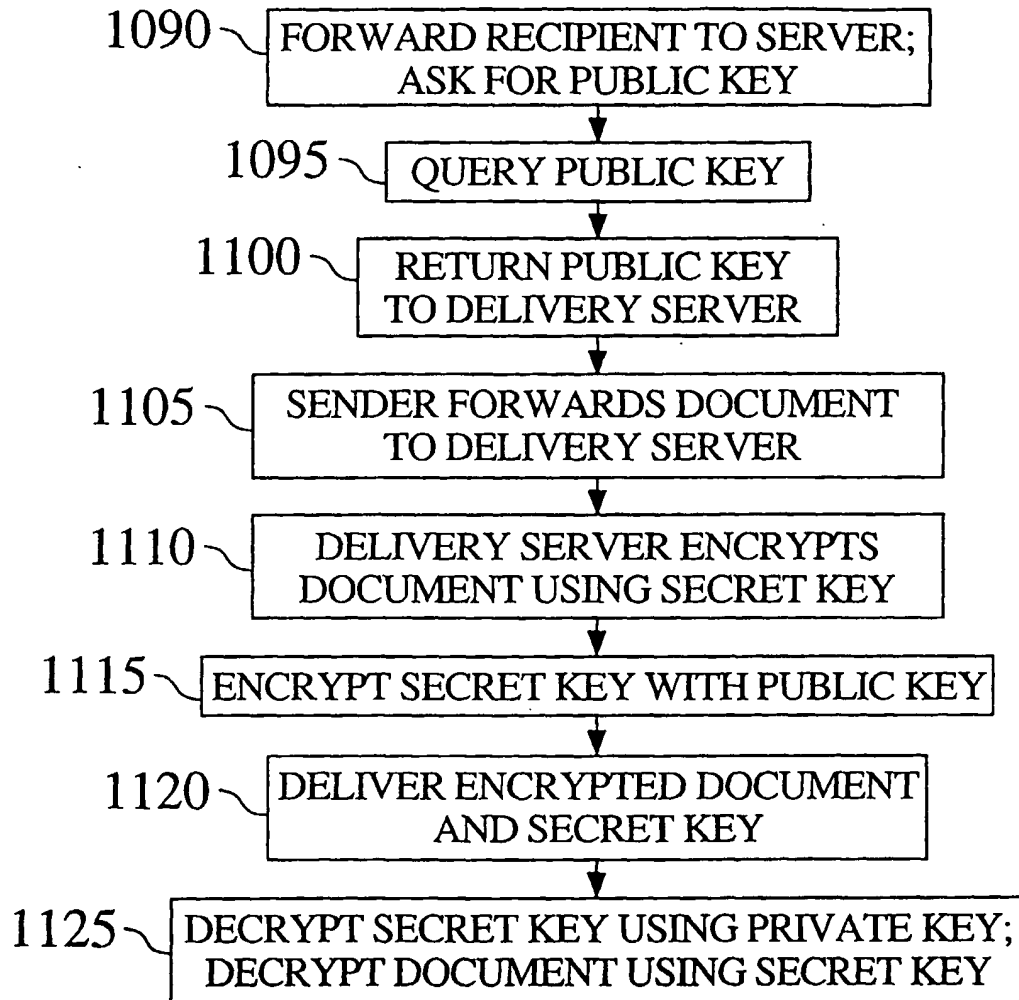 1090
FORWARD RECIPIENT TO SERVER;
ASK FOR PUBLIC KEY
1095
QUERY PUBLIC KEY
1100
RETURN PUBLIC KEY
TO DELIVERY SERVER
1105
SENDER FORWARDS DOCUMENT
TO DELIVERY SERVER
1110
DELIVERY SERVER ENCRYPTS
DOCUMENT USING SECRET KEY
1115
ENCRYPT SECRET KEY WITH PUBLIC KEY
1120
DELIVER ENCRYPTED DOCUMENT
AND SECRET KEY
1125
DECRYPT SECRET KEY USING PRIVATE KEY;
DECRYPT DOCUMENT USING SECRET KEY